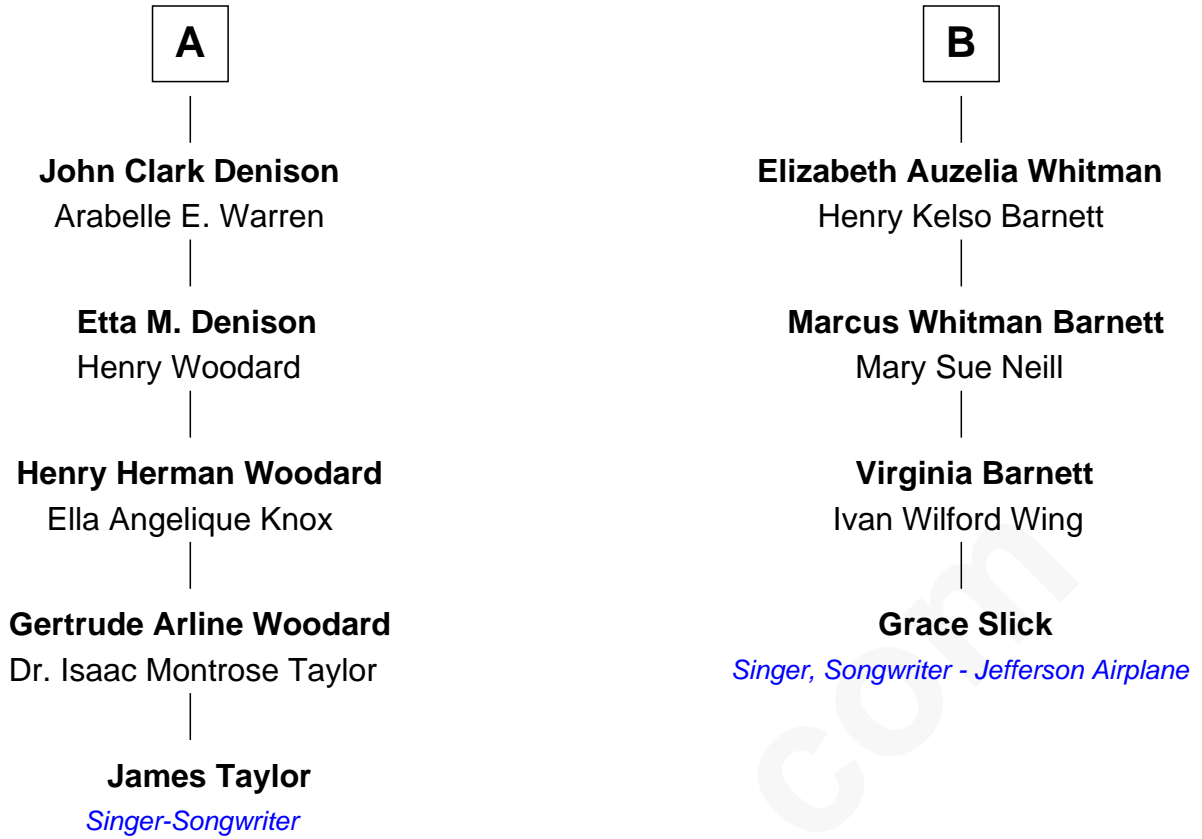 A
John Clark Denison
Arabelle E. Warren
Etta M. Denison
Henry Woodard
Henry Herman Woodard
Ella Angelique Knox
Gertrude Arline Woodard
Dr. Isaac Montrose Taylor
James Taylor
Singer-Songwriter
B
Elizabeth Auzelia Whitman
Henry Kelso Barnett
Marcus Whitman Barnett
Mary Sue Neill
Virginia Barnett
Ivan Wilford Wing
Grace Slick
Singer, Songwriter - Jefferson Airplane
com